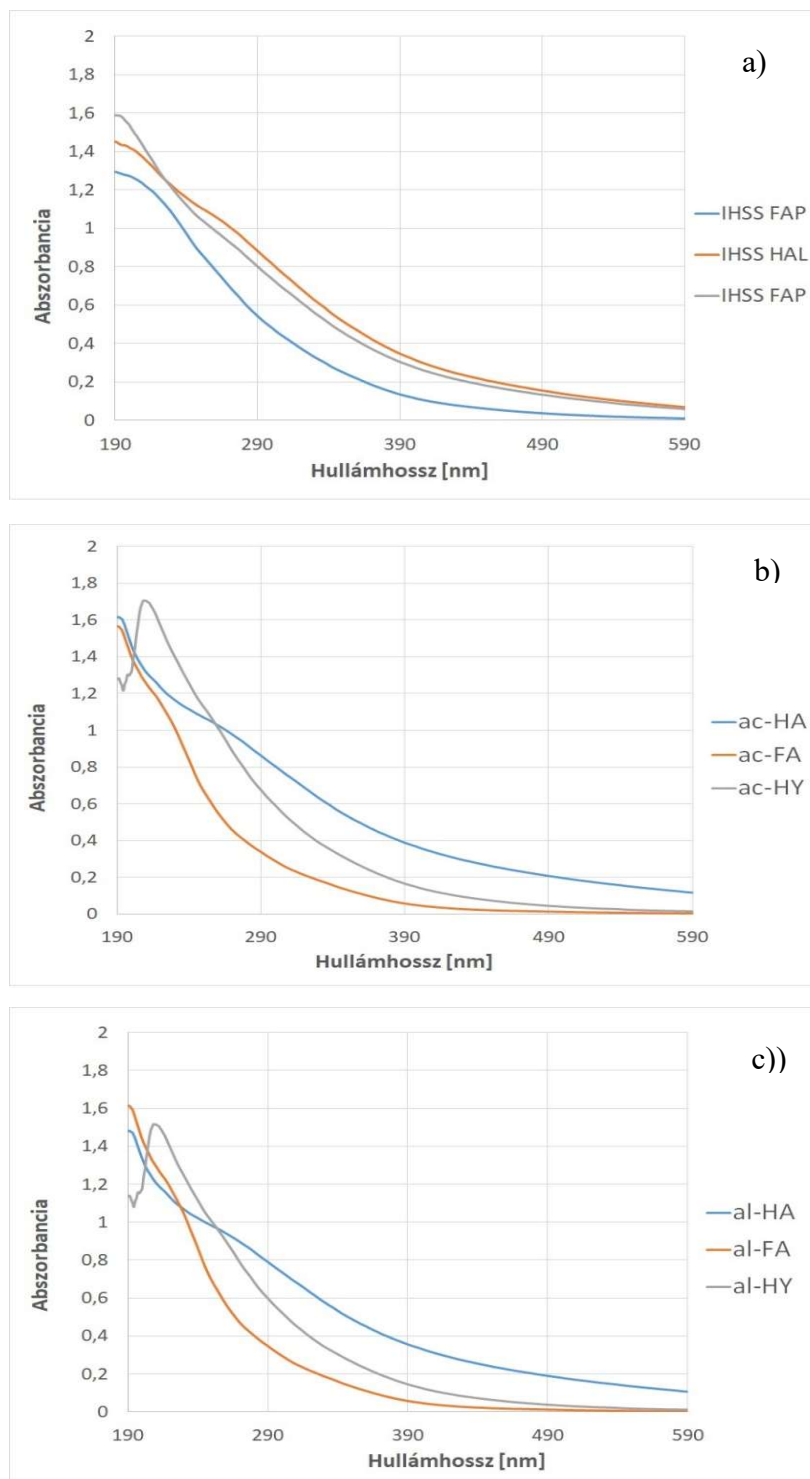 a)
2
1,8
1,6
1,4
1,2
1
0,8
0,6
0,4
0,2
0
Abszorbancia
190 290 390 490 590
Hullámhossz [nm]
IHSS FAP
IHSS HAL
IHSS FAP
b)
2
1,8
1,6
1,4
1,2
1
0,8
0,6
0,4
0,2
0
Abszorbancia
190 290 390 490 590
Hullámhossz [nm]
ac-HA
ac-FA
ac-HY
c))
2
1,8
1,6
1,4
1,2
1
0,8
0,6
0,4
0,2
0
Abszorbancia
190 290 390 490 590
Hullámhossz [nm]
al-HA
al-FA
al-HY